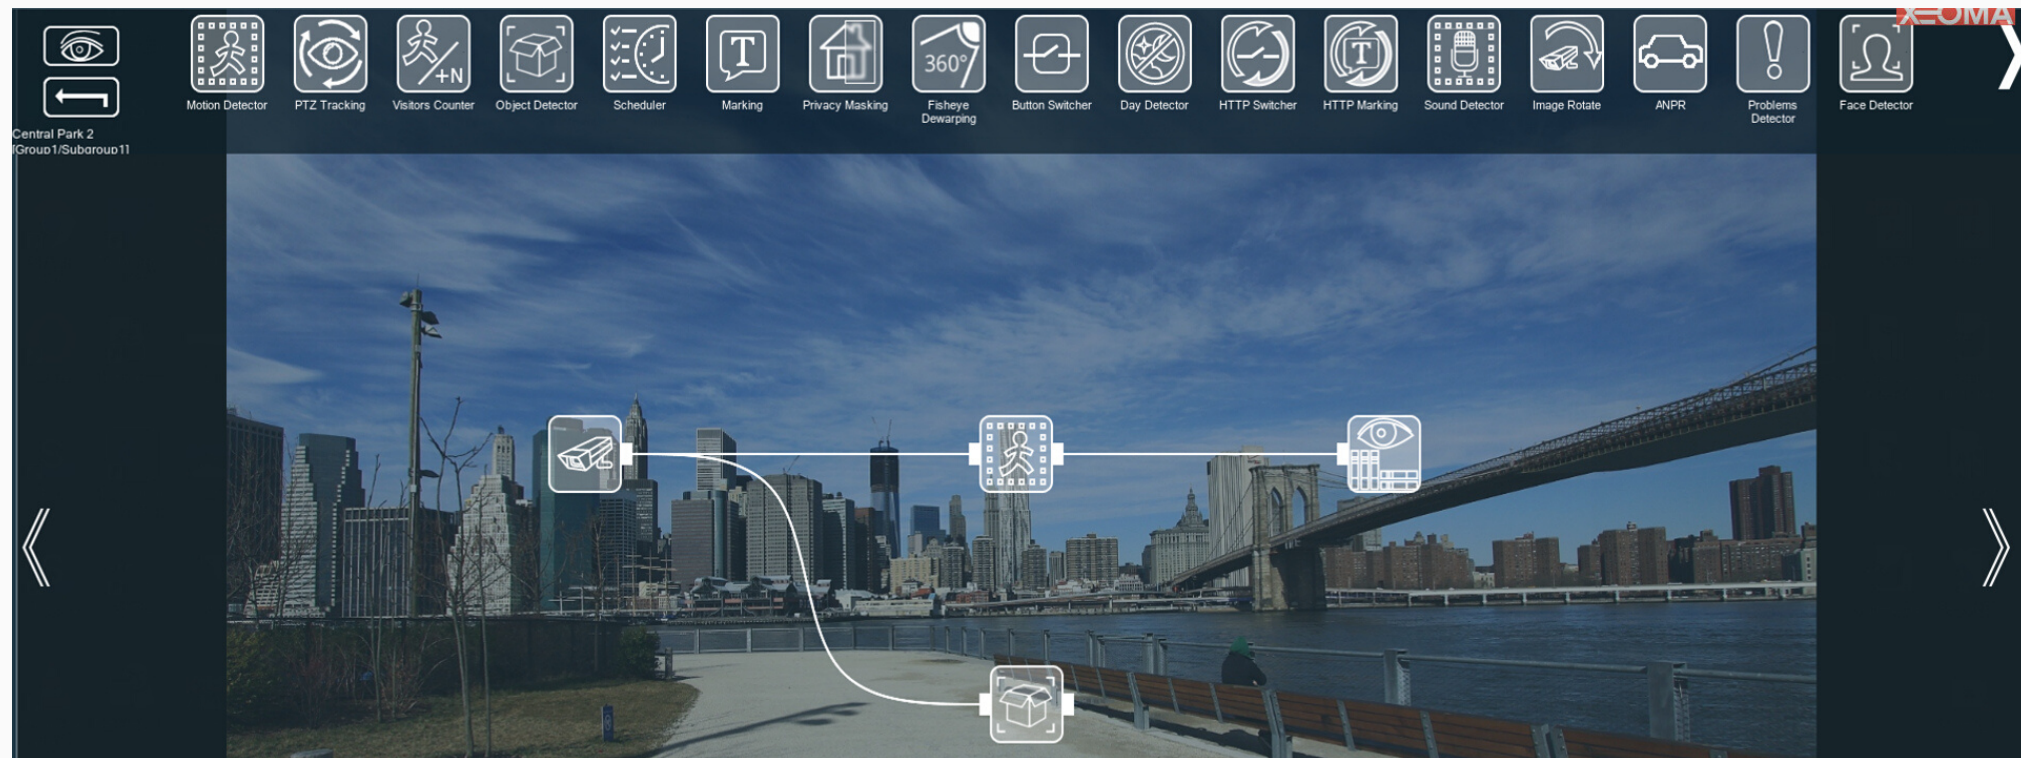 XEOMA
Motion Detector
PTZ Tracking
Visitors Counter
Object Detector
Scheduler
Marking
Privacy Masking
Fisheye
Dewarping
Button Switcher
Day Detector
HTTP Switcher
HTTP Marking
Sound Detector
Image Rotate
ANPR
Problems
Detector
Face Detector
+N
T
360°
T
Central Park 2
[Group1/Subgroup1]